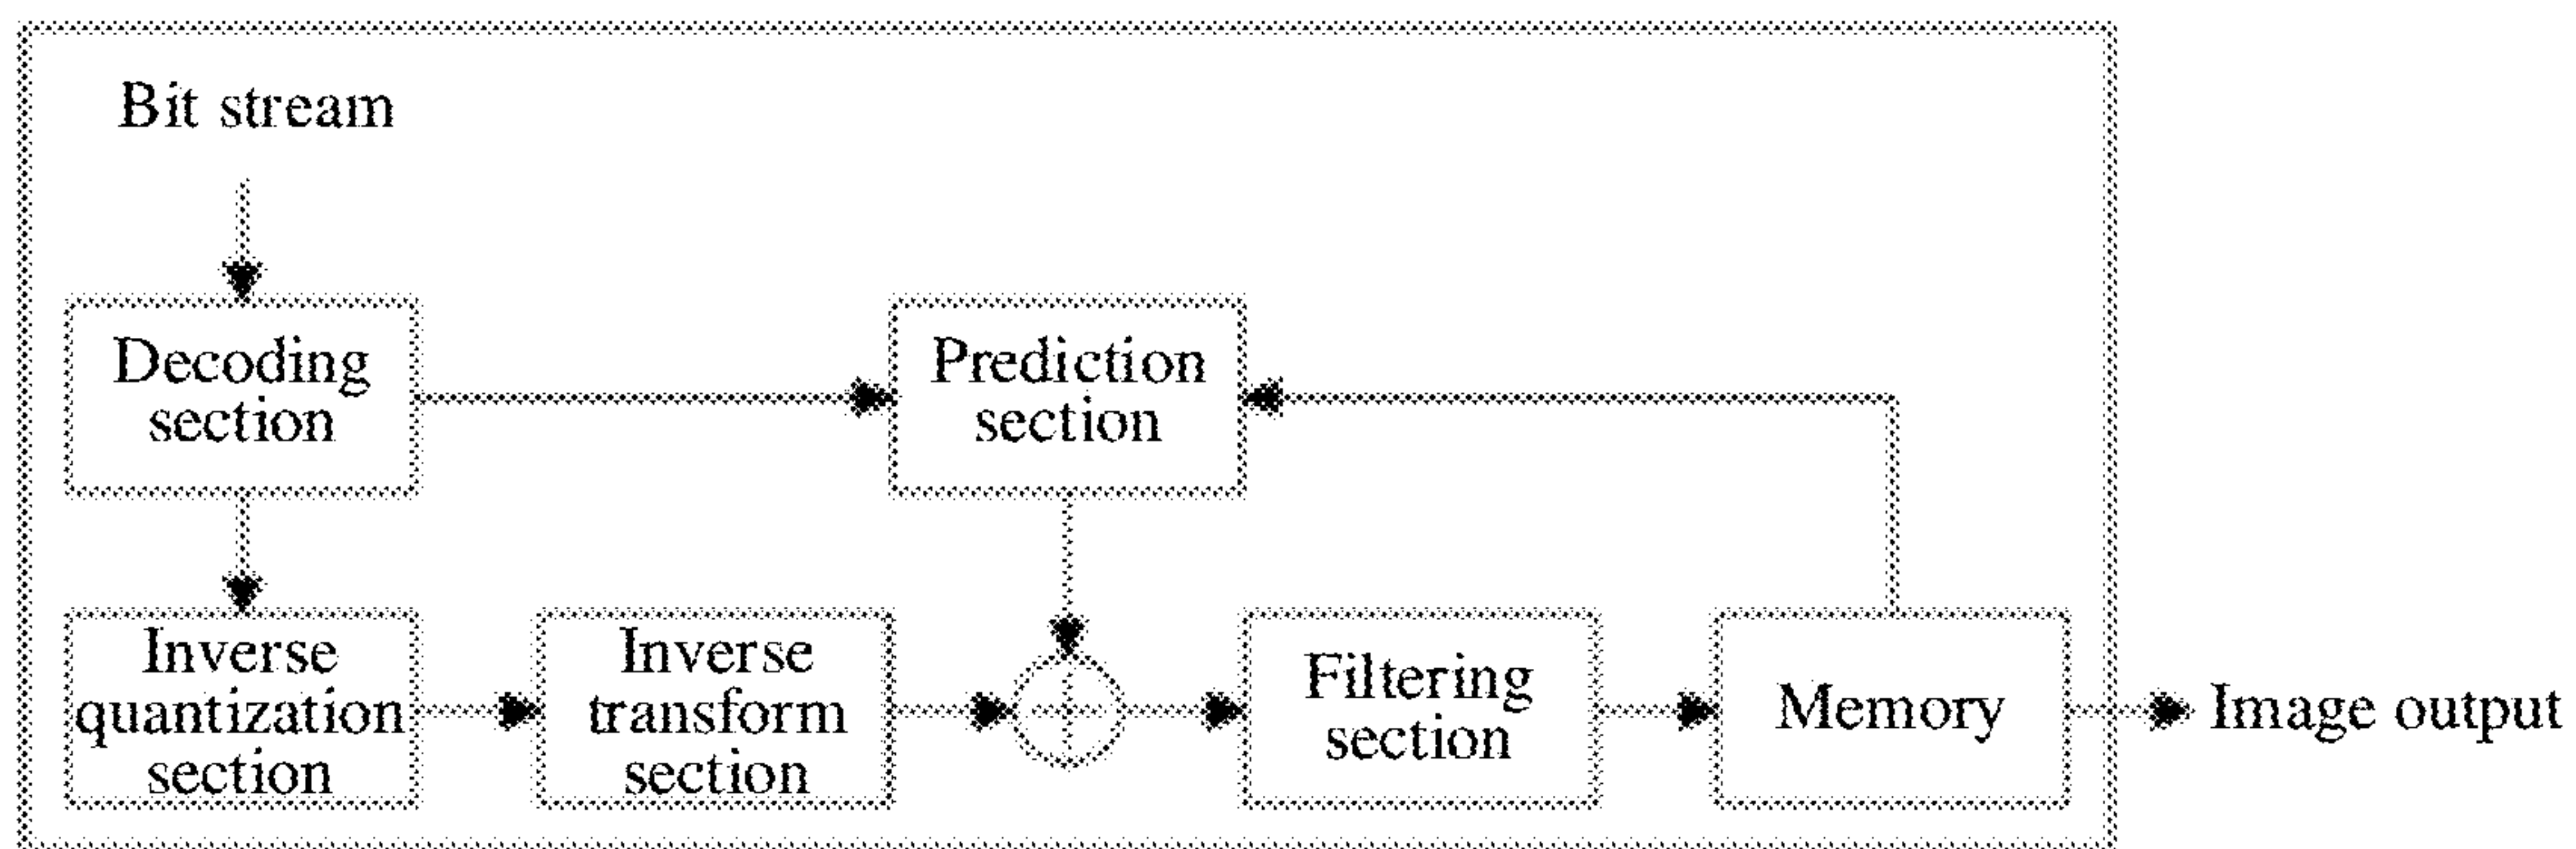 Bit stream
Decoding
section
Prediction
section
Inverse
quantization
section
Inverse
transform
section
Filtering
section
Memory
Image output